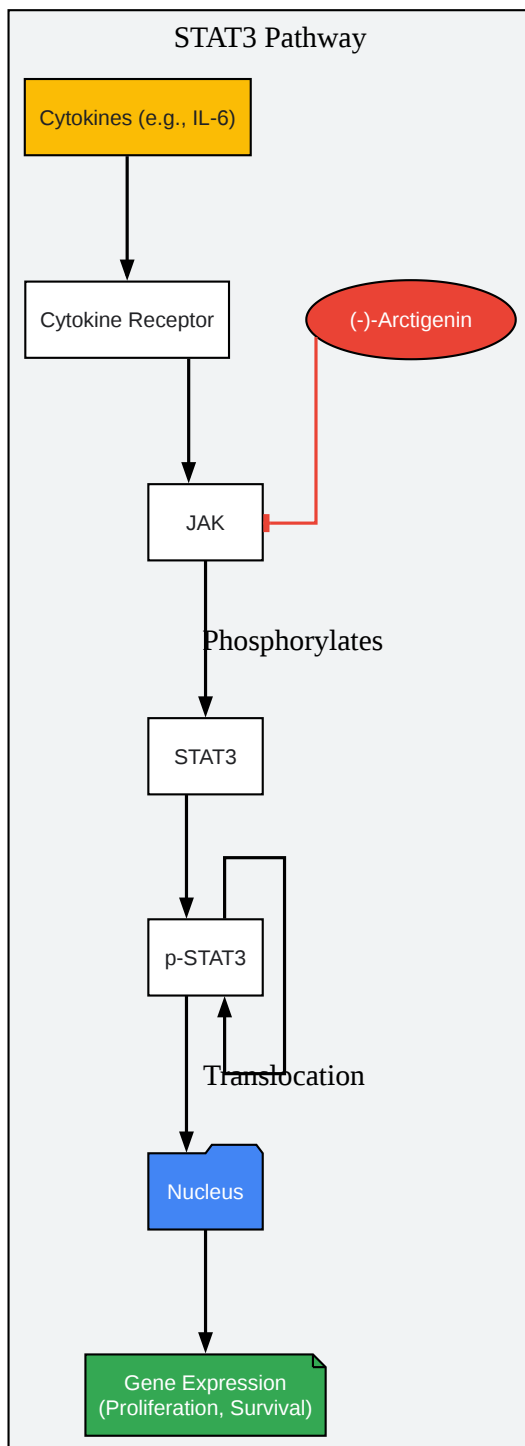 STAT3 Pathway
Cytokines (e.g., IL-6)
Cytokine Receptor
(-)-Arctigenin
JAK
Phosphorylates
STAT3
p-STAT3
Translocation
Nucleus
Gene Expression
(Proliferation, Survival)